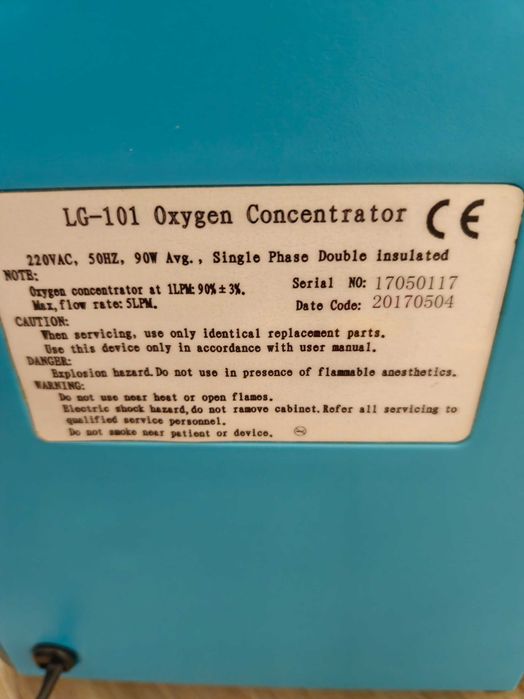 LG-101 Oxygen Concentrator CE
220VAC, 50HZ, 90W Avg., Single Phase Double insulated
NOTE:
Oxygen concentrator at 1LPM: 90% ± 3%.
Serial NO: 17050117
Max,flow rate:5LPM.
Date Code: 20170504
CAUTION:
When servicing, use only identical replacement parts.
Use this device only in accordance with user manual.
DANGER:
Explosion hazard.Do not use in presence of flammable anesthetics.
WARNING:
Do not use near heat or open flames.
Electric shock hazard,do not ramove cabinet.Refer all servicing to
qualified service personnel.
Do not smoke near patient or device.